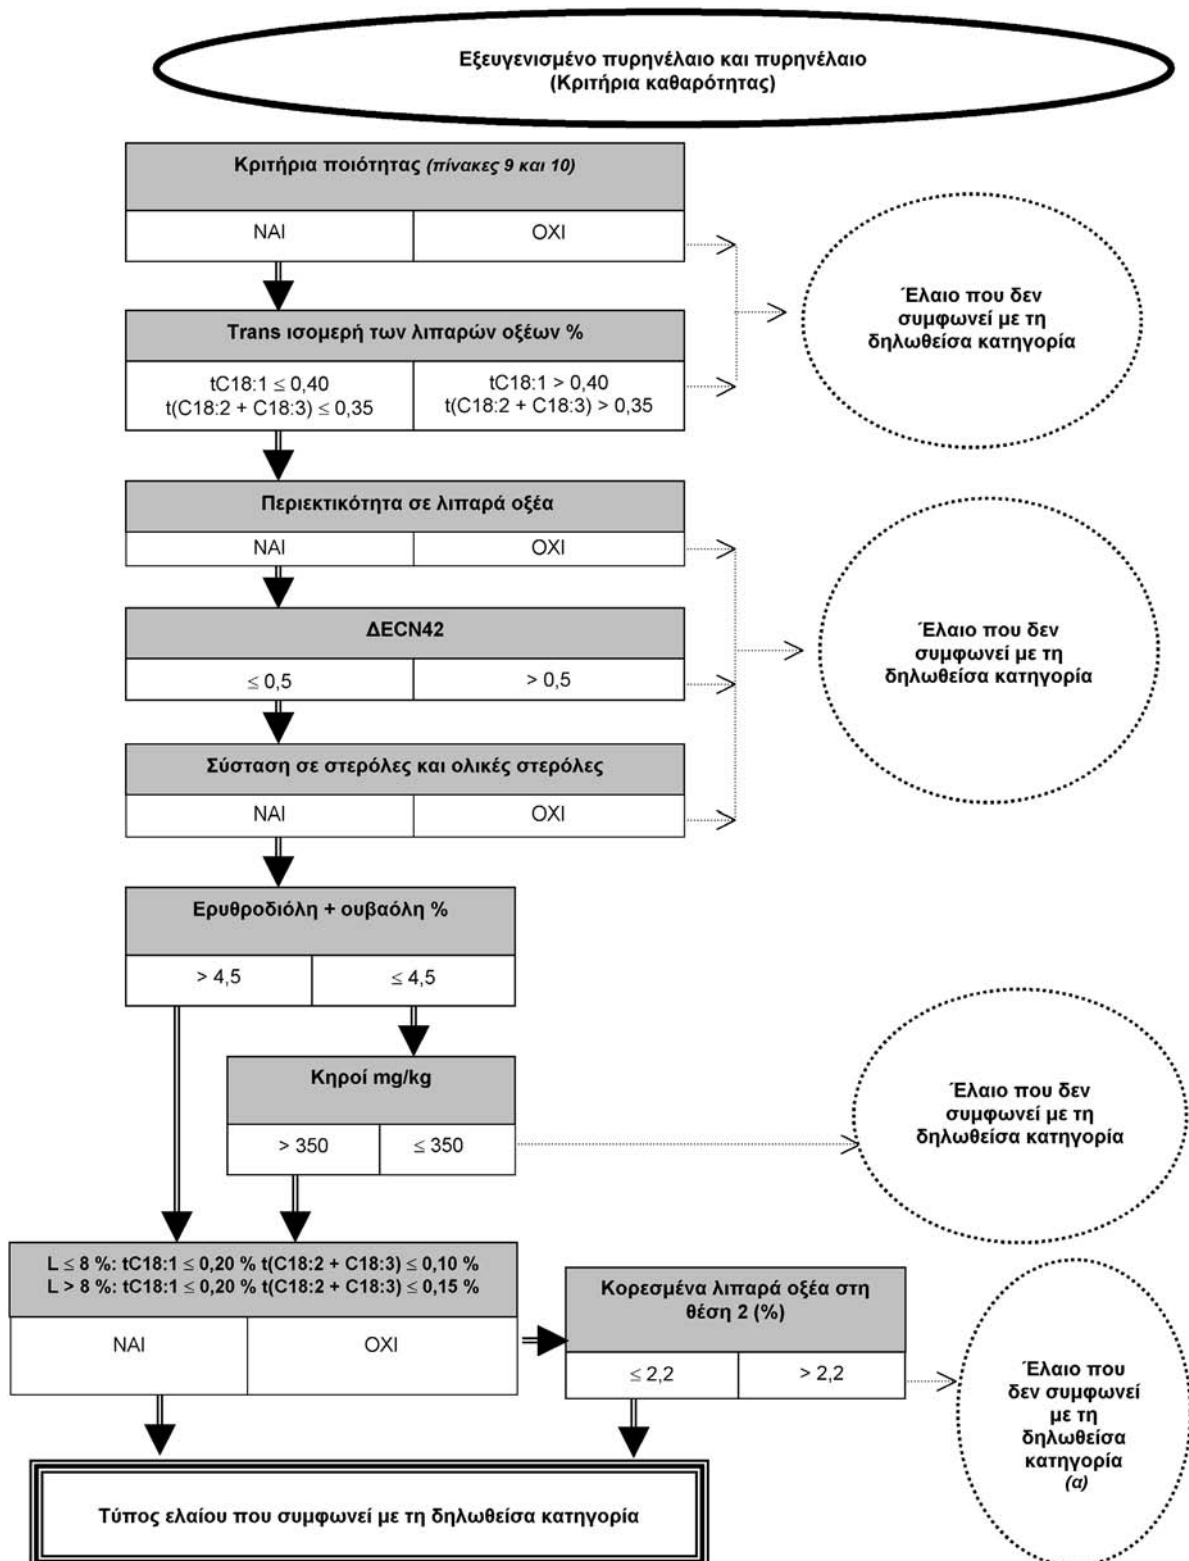 Εξευγενισμένο πυρηνέλαιο και πυρηνέλαιο
(Κριτήρια καθαρότητας)
Κριτήρια ποιότητας (πίνακες 9 και 10)
ΝΑΙ ΟΧΙ
Έλαιο που δεν
συμφωνεί με τη
δηλωθείσα κατηγορία
Trans ισομερή των λιπαρών οξέων %
tC18:1 ≤ 0,40 tC18:1 > 0,40
t(C18:2 + C18:3) ≤ 0,35 t(C18:2 + C18:3) > 0,35
Περιεκτικότητα σε λιπαρά οξέα
ΝΑΙ ΟΧΙ
ΔECN42
≤ 0,5 > 0,5
Έλαιο που δεν
συμφωνεί με τη
δηλωθείσα κατηγορία
Σύσταση σε στερόλες και ολικές στερόλες
ΝΑΙ ΟΧΙ
Ερυθροδιόλη + ουβαόλη %
> 4,5 ≤ 4,5
Κηροί mg/kg
> 350 ≤ 350
Έλαιο που δεν
συμφωνεί με τη
δηλωθείσα κατηγορία
L ≤ 8 %: tC18:1 ≤ 0,20 % t(C18:2 + C18:3) ≤ 0,10 %
L > 8 %: tC18:1 ≤ 0,20 % t(C18:2 + C18:3) ≤ 0,15 %
ΝΑΙ ΟΧΙ
Κορεσμένα λιπαρά οξέα στη
θέση 2 (%)
≤ 2,2 > 2,2
Έλαιο που
δεν συμφωνεί
με τη
δηλωθείσα
κατηγορία
(α)
Τύπος ελαίου που συμφωνεί με τη δηλωθείσα κατηγορία